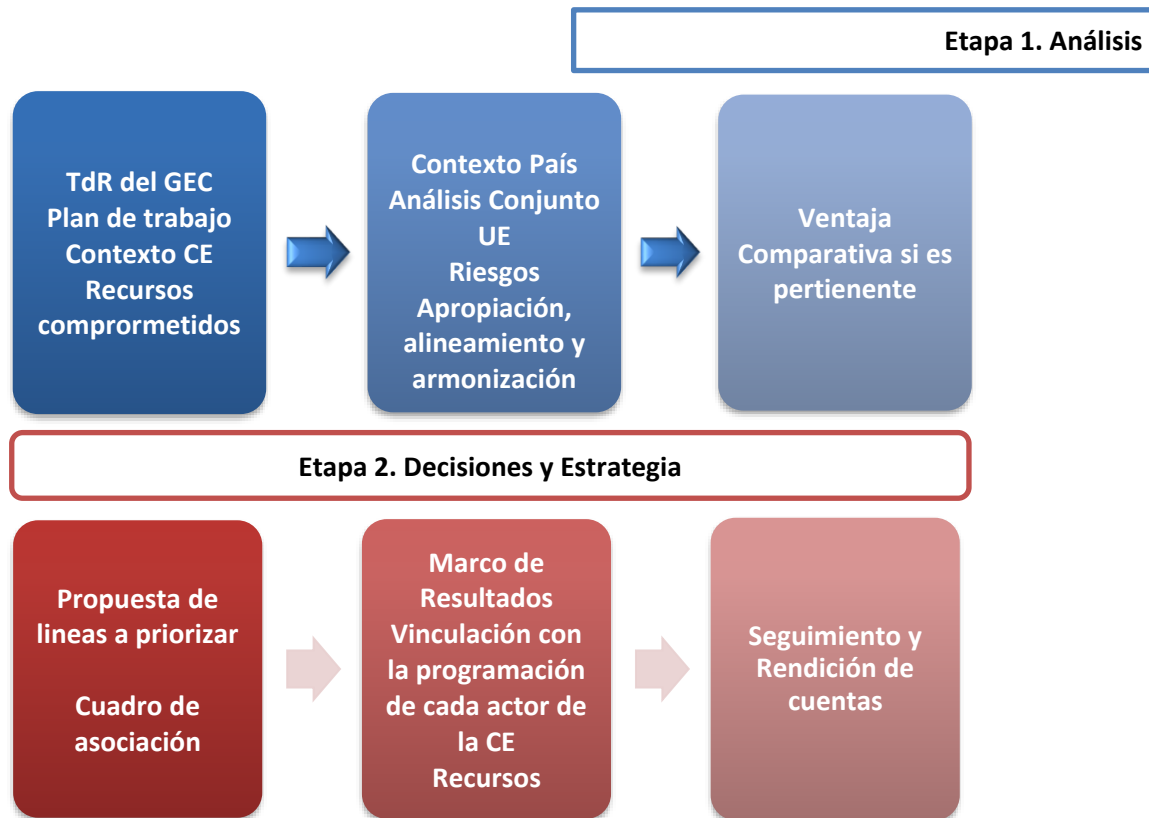 Etapa 1. Análisis
TdR del GEC
Plan de trabajo
Contexto CE
Recursos
comprormetidos
Contexto País
Análisis Conjunto
UE
Riesgos
Apropiación,
alineamiento y
armonización
Ventaja
Comparativa si es
pertienente
Etapa 2. Decisiones y Estrategia
Propuesta de
lineas a priorizar
Cuadro de
asociación
Marco de
Resultados
Vinculación con
la programación
de cada actor de
la CE
Recursos
Seguimiento y
Rendición de
cuentas